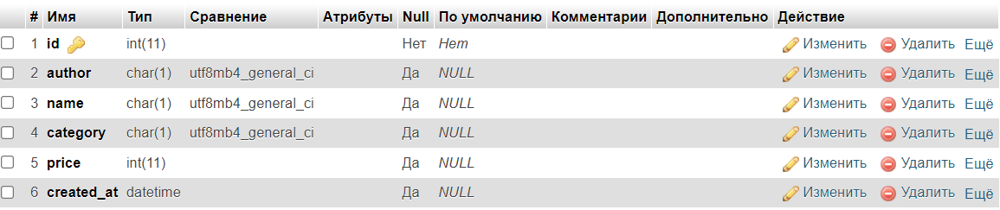 # Имя Тип Сравнение Атрибуты Null По умолчанию Комментарии Дополнительно Действие
1 id int(11) Нет Нет Изменить Удалить Ещё
2 author char(1) utf8mb4_general_ci Да NULL Изменить Удалить Ещё
3 name char(1) utf8mb4_general_ci Да NULL Изменить Удалить Ещё
4 category char(1) utf8mb4_general_ci Да NULL Изменить Удалить Ещё
5 price int(11) Да NULL Изменить Удалить Ещё
6 created_at datetime Да NULL Изменить Удалить Ещё